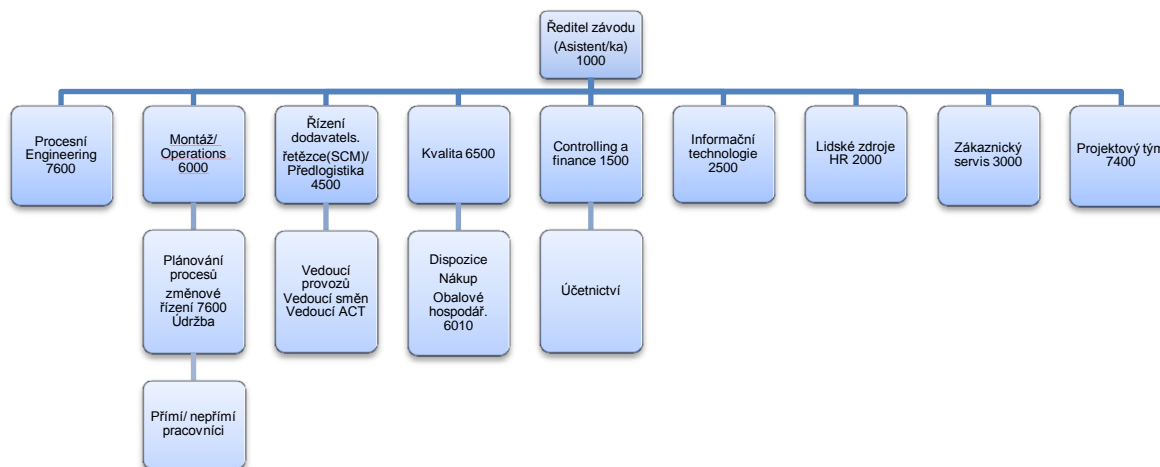 Ředitel závodu
(Asistent/ka)
1000
Procesní
Engineering
7600
Montáž/
Operations
6000
Řízení
dodavatels.
řetězce(SCM)/
Předlogistika
4500
Kvalita 6500
Controlling a
finance 1500
Informační
technologie
2500
Lidské zdroje
HR 2000
Zákaznický
servis 3000
Projektový tým
7400
Plánování
procesů
změnové
řízení 7600
Údržba
Vedoucí
provozů
Vedoucí směn
Vedoucí ACT
Dispozice
Nákup
Obalové
hospodář.
6010
Účetnictví
Přímí/ nepřímí
pracovníci